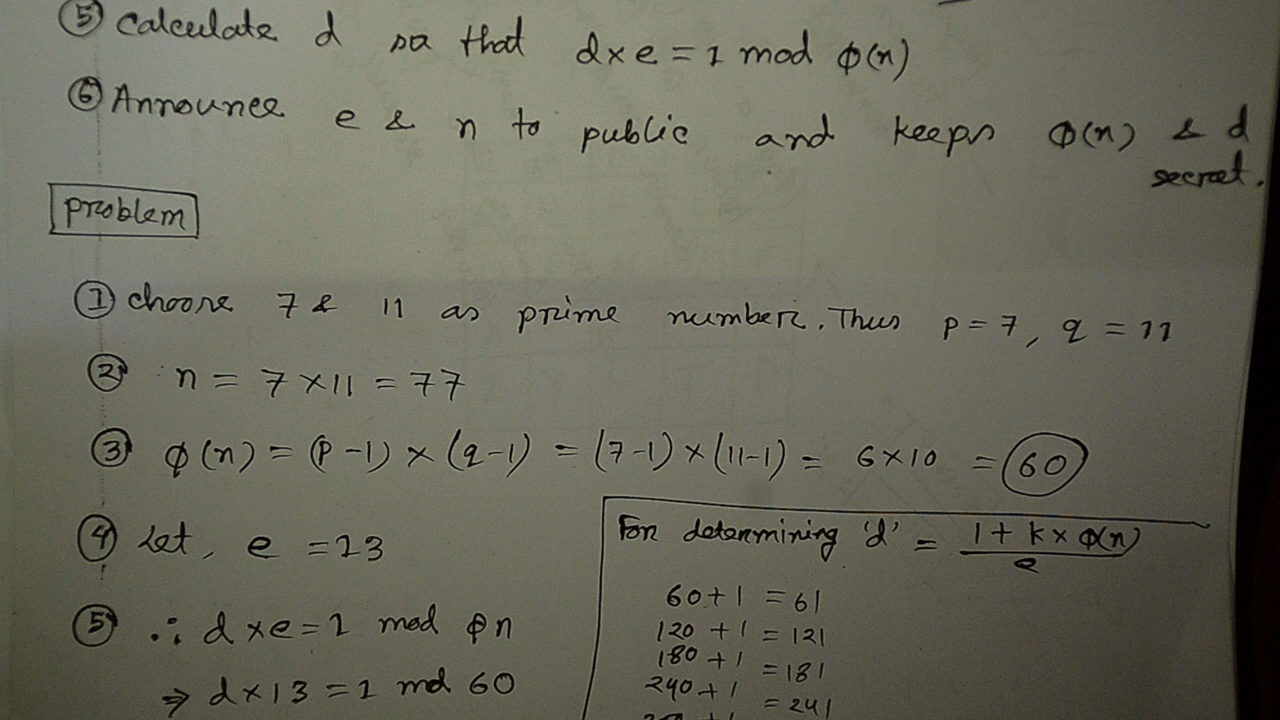 ⑤ Calculate d so that d×e = 1 mod φ(n)
⑥ Announce e & n to public and keeps φ(n) & d
secret.
problem
① choose 7 & 11 as prime number. Thus p = 7, q = 11
② n = 7 × 11 = 77
③ φ(n) = (p-1) × (q-1) = (7-1) × (11-1) = 6×10 = 60
④ Let, e = 13
⑤ ∴ d×e = 1 mod φn
⇒ d×13 = 1 md 60
For determining 'd' = 1 + k × φ(n) / e
60+1 = 61
120 + 1 = 121
180 + 1 = 181
240+1 = 241